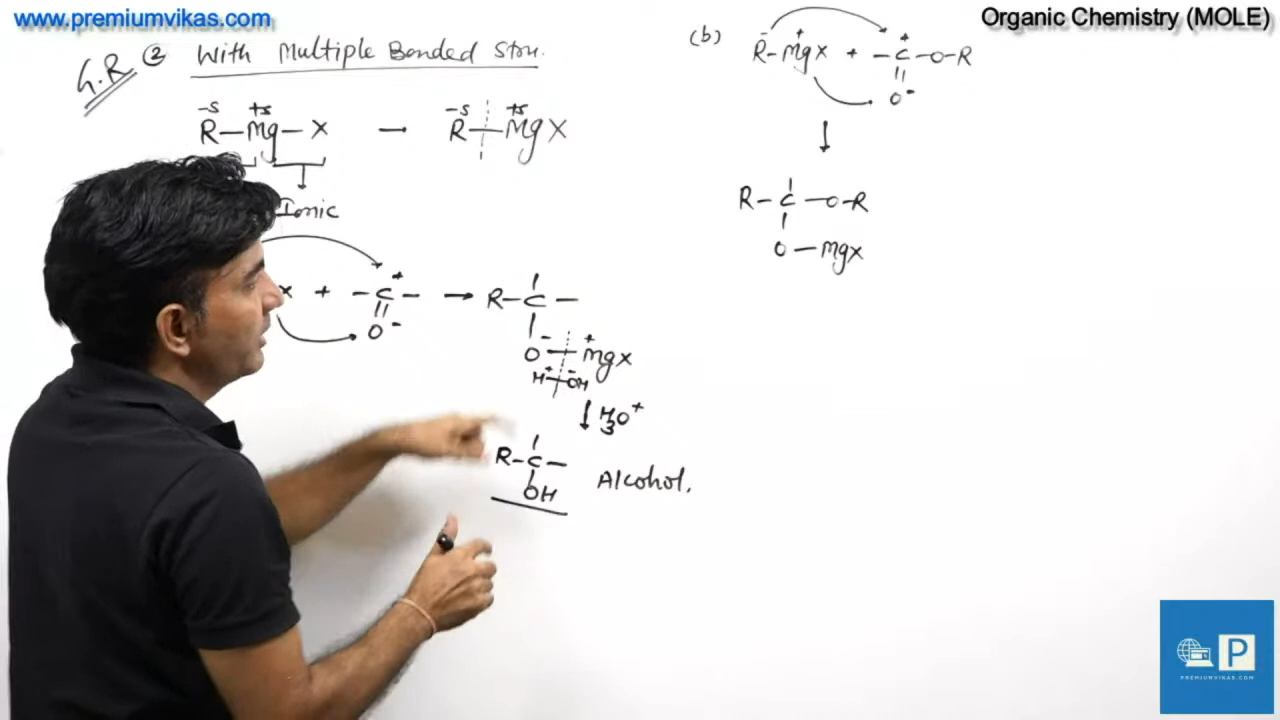 www.premiumvikas.com
Organic Chemistry (MOLE)
G.R ② With Multiple Bonded Stru.
-δ +δ
R—Mg—X — R—MgX
-δ +δ
Ionic
x + —C— → R—C—
+
O⁻
O⁻ — Mgx
+
H⁺ OH⁻
↓ H₃O⁺
R—C—
OH
Alcohol.
(b) R⁻—Mg⁺x + —C⁺—O—R
O⁻
↓
R—C—O—R
O—Mgx
P
PREMIUMVIKAS.COM